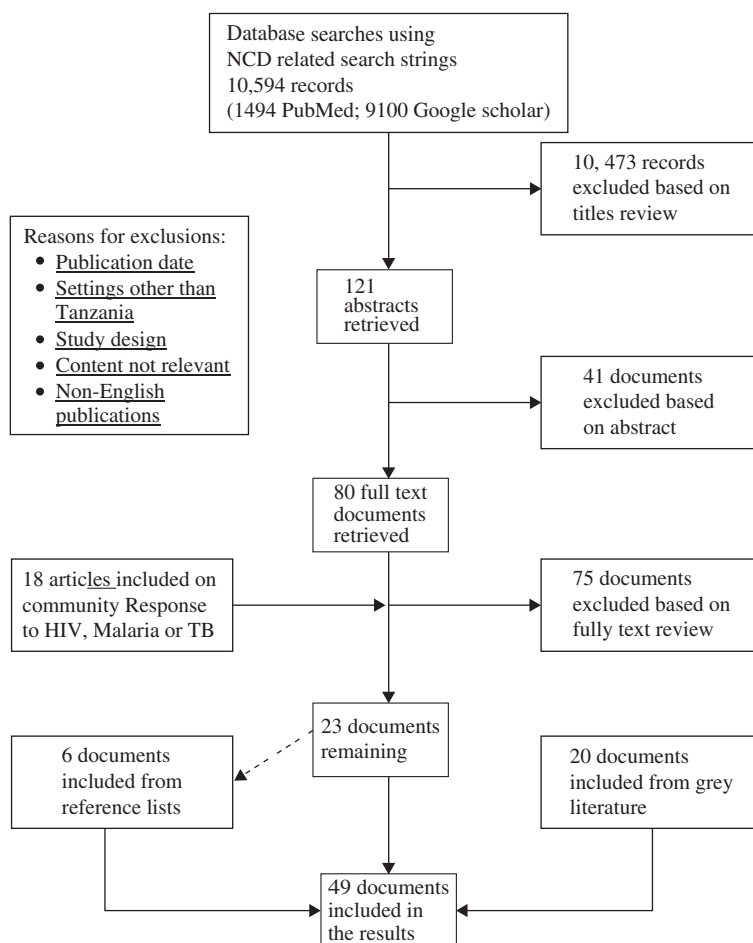 Database searches using
NCD related search strings
10,594 records
(1494 PubMed; 9100 Google scholar)
10, 473 records
excluded based on
titles review
Reasons for exclusions:
• Publication date
• Settings other than
Tanzania
• Study design
• Content not relevant
• Non-English
publications
121
abstracts
retrieved
41 documents
excluded based
on abstract
80 full text
documents
retrieved
18 articles included on
community Response
to HIV, Malaria or TB
75 documents
excluded based on
fully text review
23 documents
remaining
6 documents
included from
reference lists
20 documents
included from grey
literature
49 documents
included in
the results